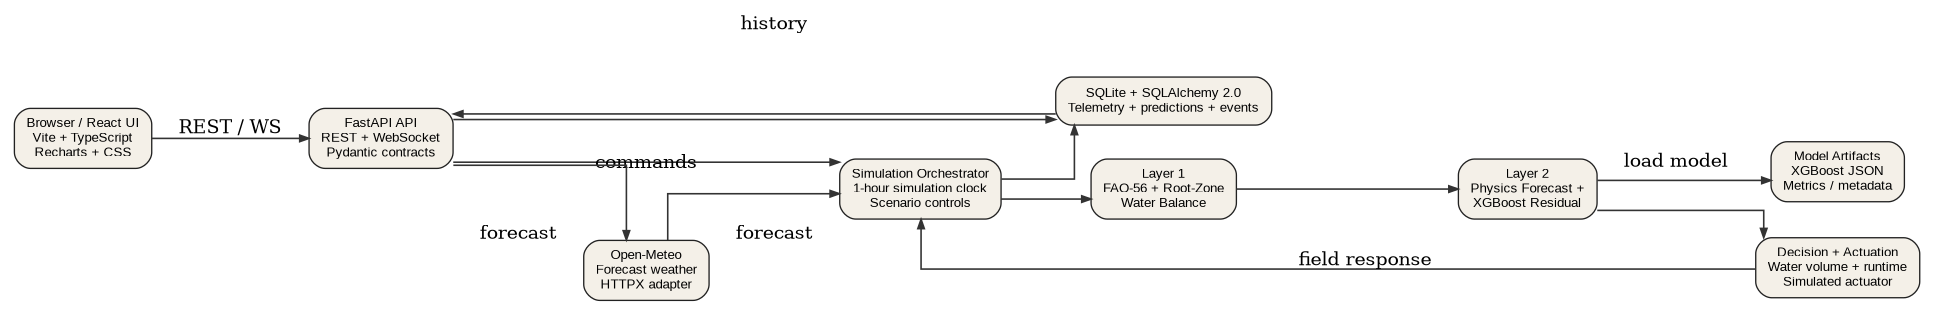 history
SQLite + SQLAlchemy 2.0
Telemetry + predictions + events
Browser / React UI
Vite + TypeScript
Recharts + CSS
REST / WS
FastAPI API
REST + WebSocket
Pydantic contracts
commands
Simulation Orchestrator
1-hour simulation clock
Scenario controls
Layer 1
FAO-56 + Root-Zone
Water Balance
Layer 2
Physics Forecast +
XGBoost Residual
load model
Model Artifacts
XGBoost JSON
Metrics / metadata
forecast
forecast
Open-Meteo
Forecast weather
HTTPX adapter
field response
Decision + Actuation
Water volume + runtime
Simulated actuator